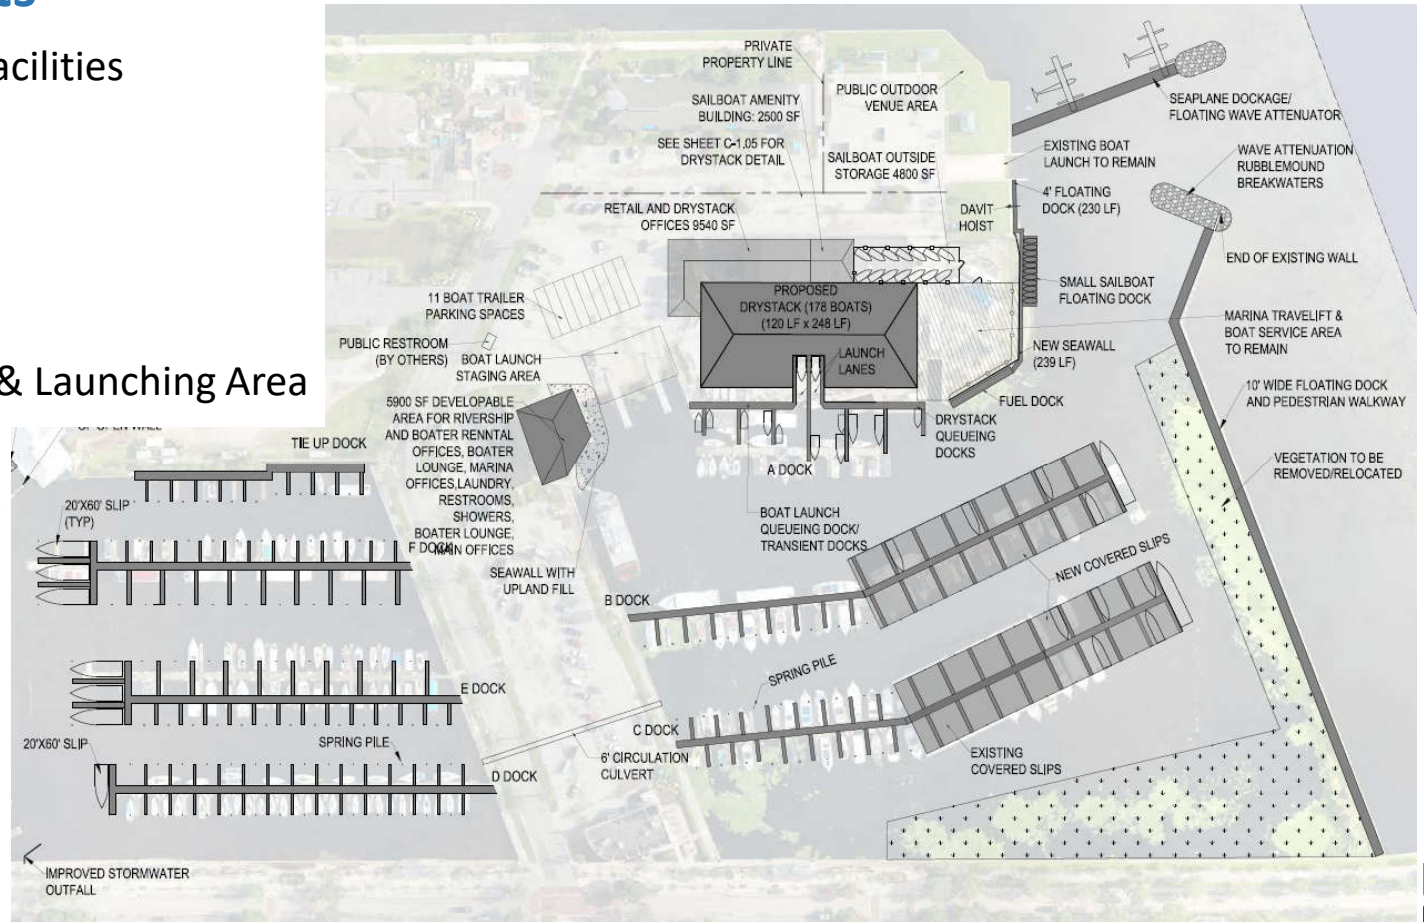 acilities
& Launching Area
PRIVATE
PROPERTY LINE
PUBLIC OUTDOOR
VENUE AREA
SAILBOAT AMENITY
BUILDING: 2500 SF
SEE SHEET C-1.05 FOR
DRYSTACK DETAIL
SAILBOAT OUTSIDE
STORAGE 4800 SF
SEAPLANE DOCKAGE/
FLOATING WAVE ATTENUATOR
EXISTING BOAT
LAUNCH TO REMAIN
WAVE ATTENUATION
RUBBLEMOUND
BREAKWATERS
4' FLOATING
DOCK (230 LF)
DAVIT
HOIST
RETAIL AND DRYSTACK
OFFICES 9540 SF
END OF EXISTING WALL
SMALL SAILBOAT
FLOATING DOCK
11 BOAT TRAILER
PARKING SPACES
PROPOSED
DRYSTACK (178 BOATS)
(120 LF x 248 LF)
MARINA TRAVELIFT &
BOAT SERVICE AREA
TO REMAIN
PUBLIC RESTROOM
(BY OTHERS)
BOAT LAUNCH
STAGING AREA
LAUNCH
LANES
NEW SEAWALL
(239 LF)
FUEL DOCK
10' WIDE FLOATING DOCK
AND PEDESTRIAN WALKWAY
5900 SF DEVELOPABLE
AREA FOR RIVERSHIP
AND BOATER RENNTAL
OFFICES, BOATER
LOUNGE, MARINA
OFFICES,LAUNDRY,
RESTROOMS,
SHOWERS,
BOATER LOUNGE,
MAIN OFFICES
DRYSTACK
QUEUEING
DOCKS
A DOCK
VEGETATION TO BE
REMOVED/RELOCATED
TIE UP DOCK
20'X60' SLIP
(TYP)
F DOCK
BOAT LAUNCH
QUEUEING DOCK/
TRANSIENT DOCKS
SEAWALL WITH
UPLAND FILL
NEW COVERED SLIPS
B DOCK
SPRING PILE
E DOCK
C DOCK
20'X60' SLIP
SPRING PILE
D DOCK
6' CIRCULATION
CULVERT
EXISTING
COVERED SLIPS
IMPROVED STORMWATER
OUTFALL